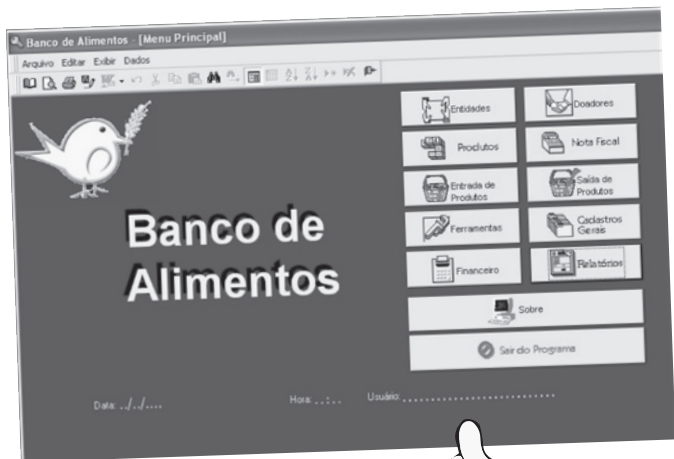 Banco de Alimentos - [Menu Principal]
Arquivo Editar Exibir Dados
Entidades
Doadores
Produtos
Nota Fiscal
Entrada de
Produtos
Saída de
Produtos
Ferramentas
Cadastros
Gerais
Financeiro
Relatórios
Banco de
Alimentos
Sobre
Sair do Programa
Data: ../../....
Hora: ..:..
Usuário: ............................